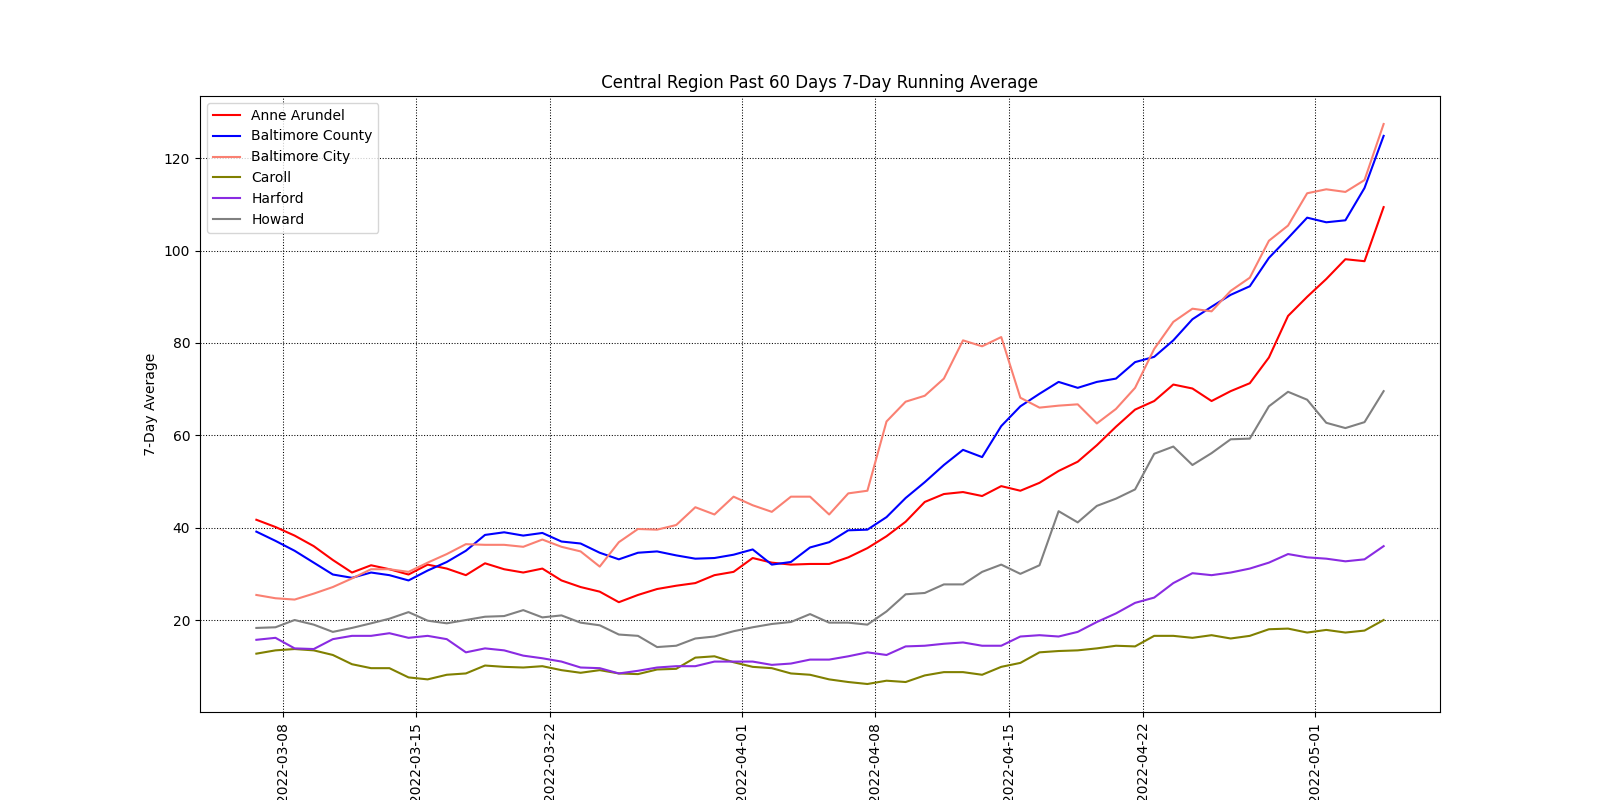 Central Region Past 60 Days 7-Day Running Average
Anne Arundel
Baltimore County
Baltimore City
Caroll
Harford
Howard
120
100
80
60
40
20
7-Day Average
2022-03-08
2022-03-15
2022-03-22
2022-04-01
2022-04-08
2022-04-15
2022-04-22
2022-05-01